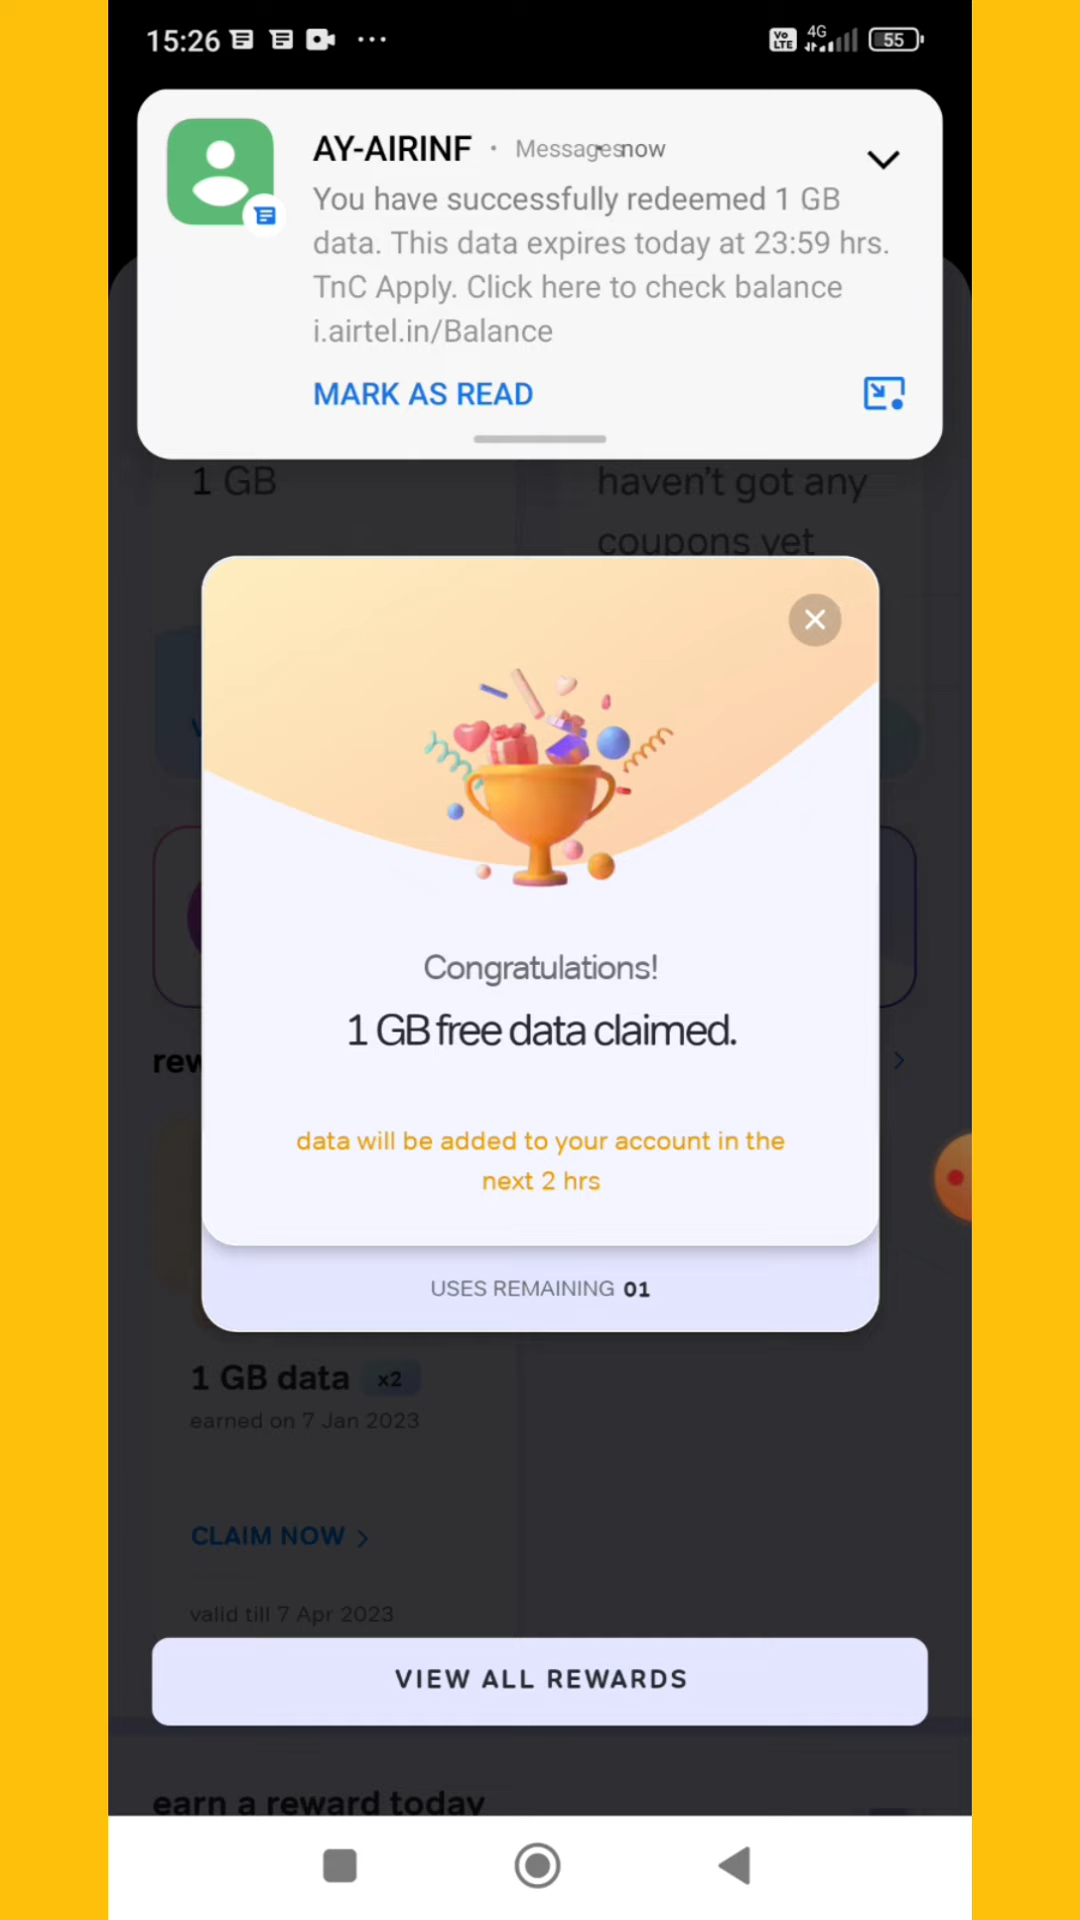 15:26
Vo LTE 4G 55
AY-AIRINF • Messages now
You have successfully redeemed 1 GB
data. This data expires today at 23:59 hrs.
TnC Apply. Click here to check balance
i.airtel.in/Balance
MARK AS READ
1 GB
haven't got any
coupons yet
Congratulations!
1 GB free data claimed.
data will be added to your account in the
next 2 hrs
USES REMAINING 01
1 GB data x2
earned on 7 Jan 2023
CLAIM NOW >
valid till 7 Apr 2023
VIEW ALL REWARDS
earn a reward today